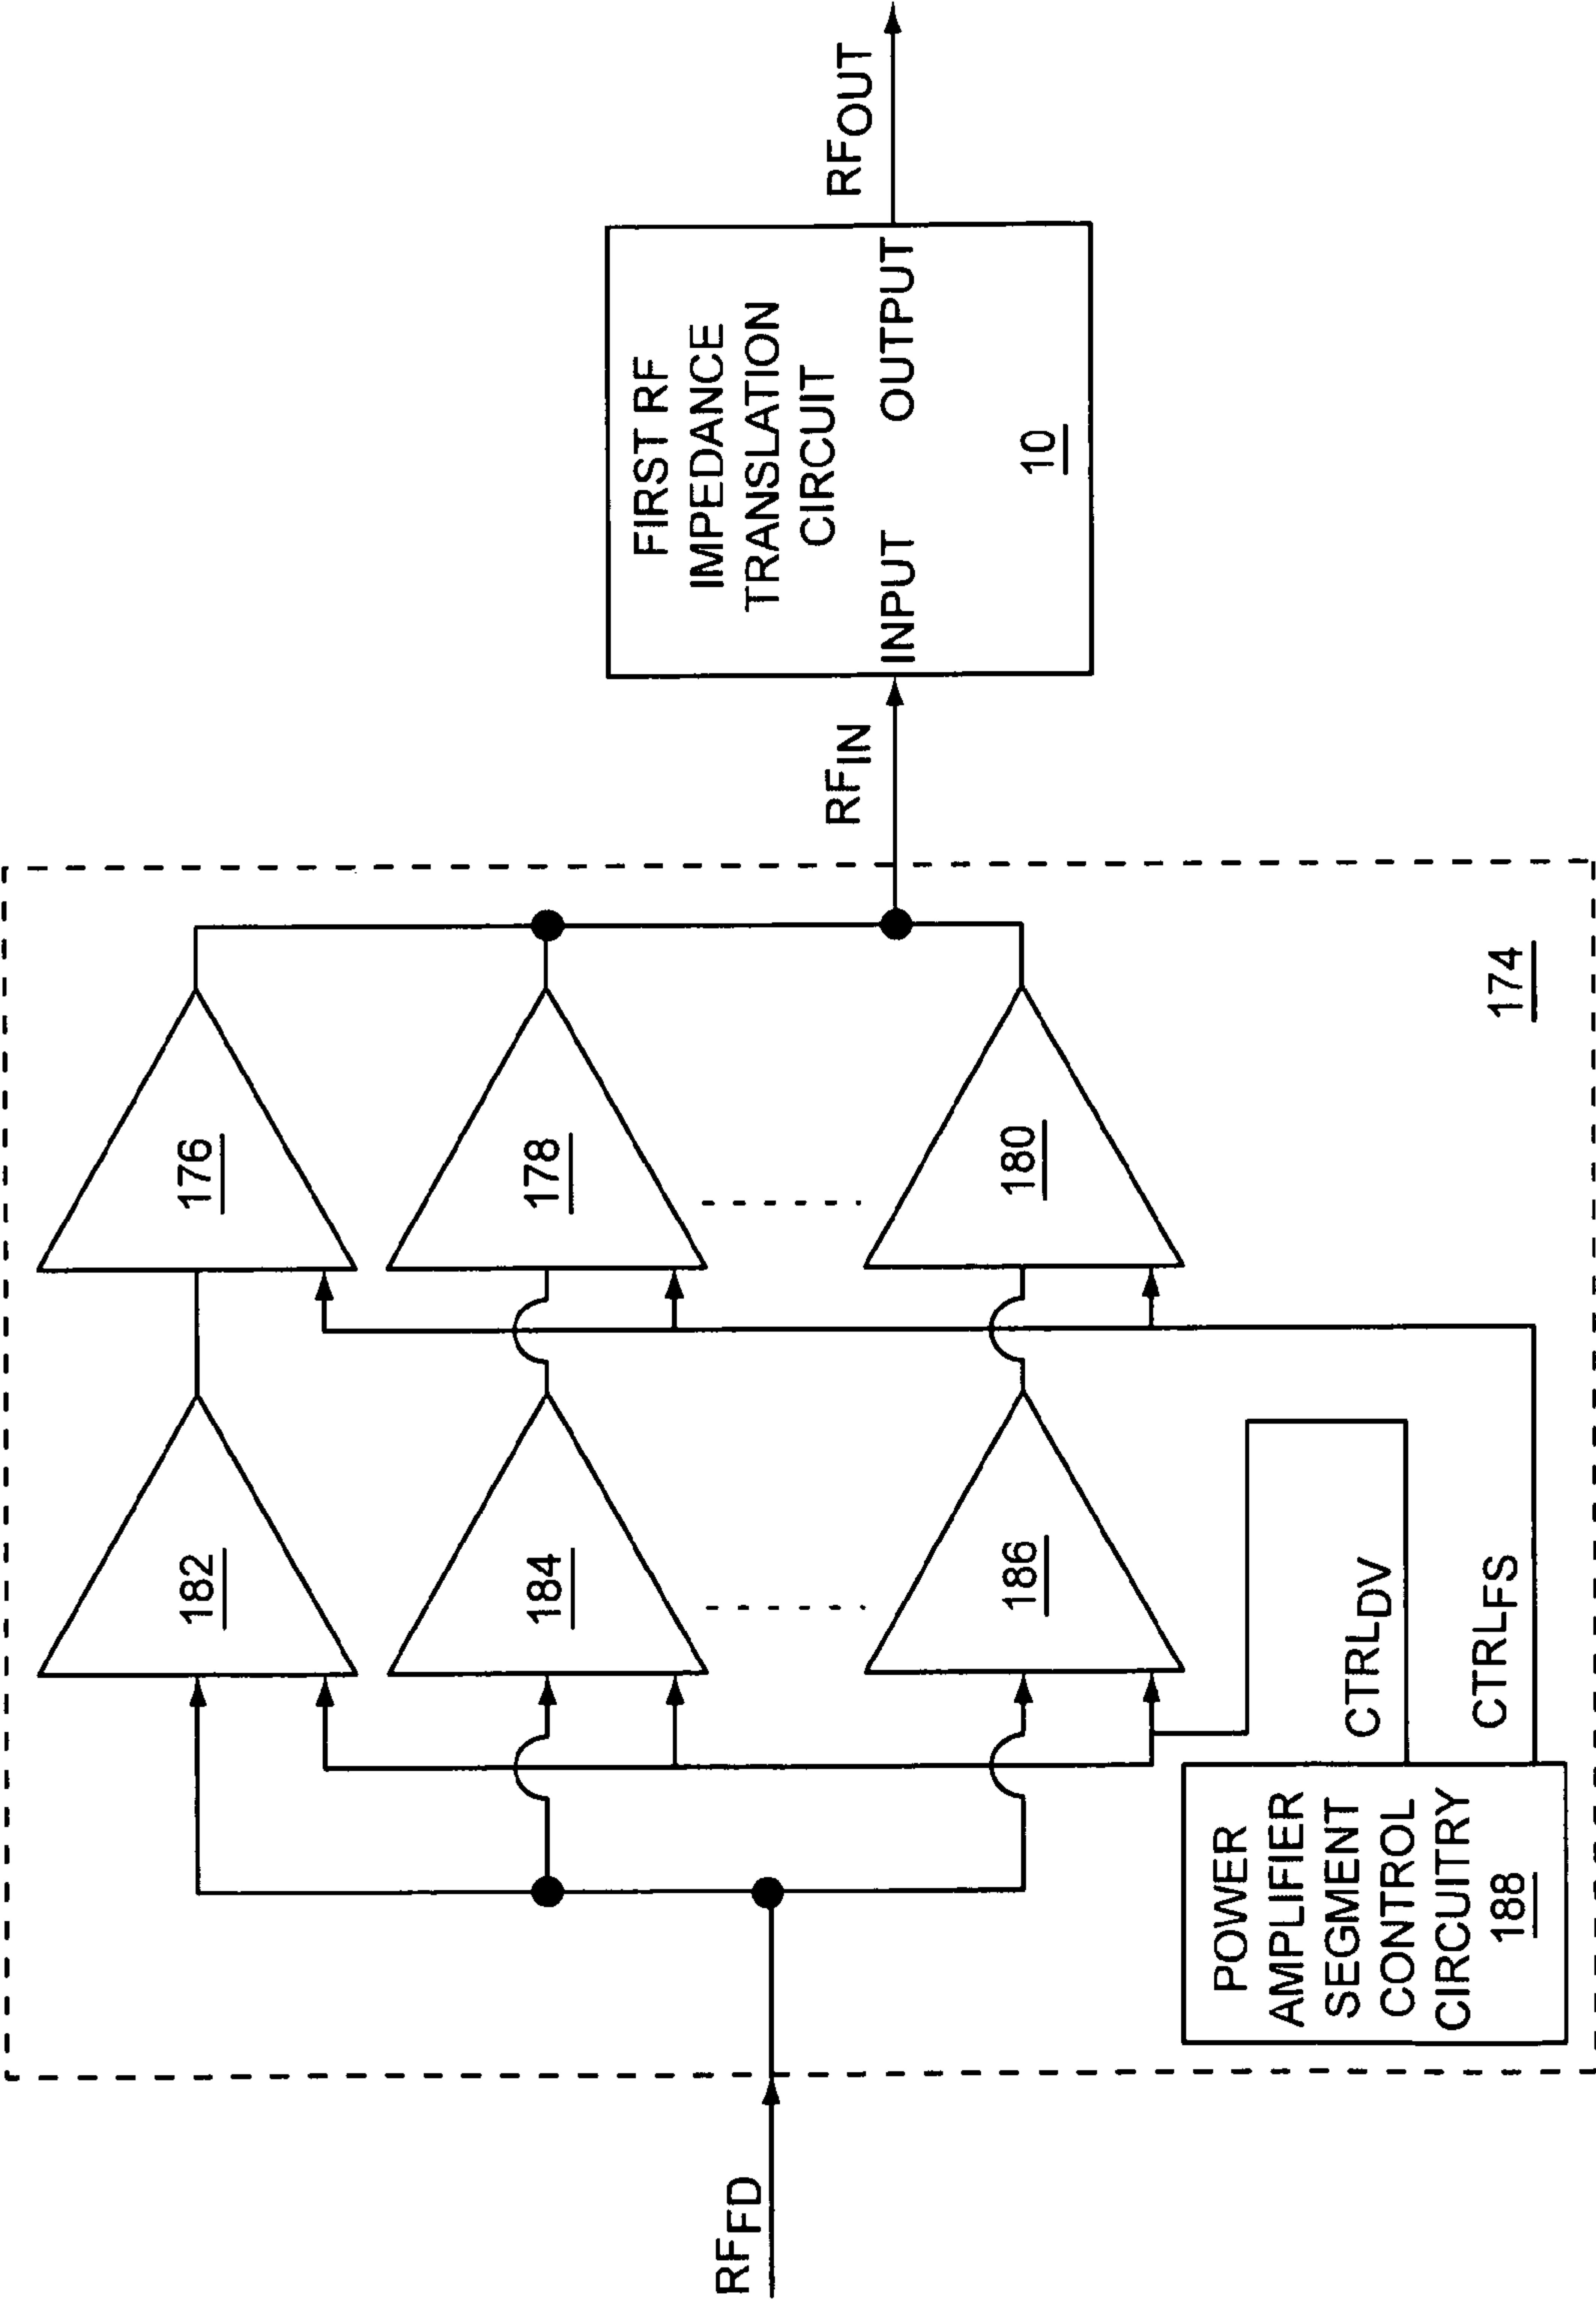 RFFD
182
176
184
178
186
180
POWER
AMPLIFIER
SEGMENT
CONTROL
CIRCUITRY
188
CTRLDV
CTRLFS
174
RFIN
FIRST RF
IMPEDANCE
TRANSLATION
CIRCUIT
INPUT OUTPUT
10
RFOUT